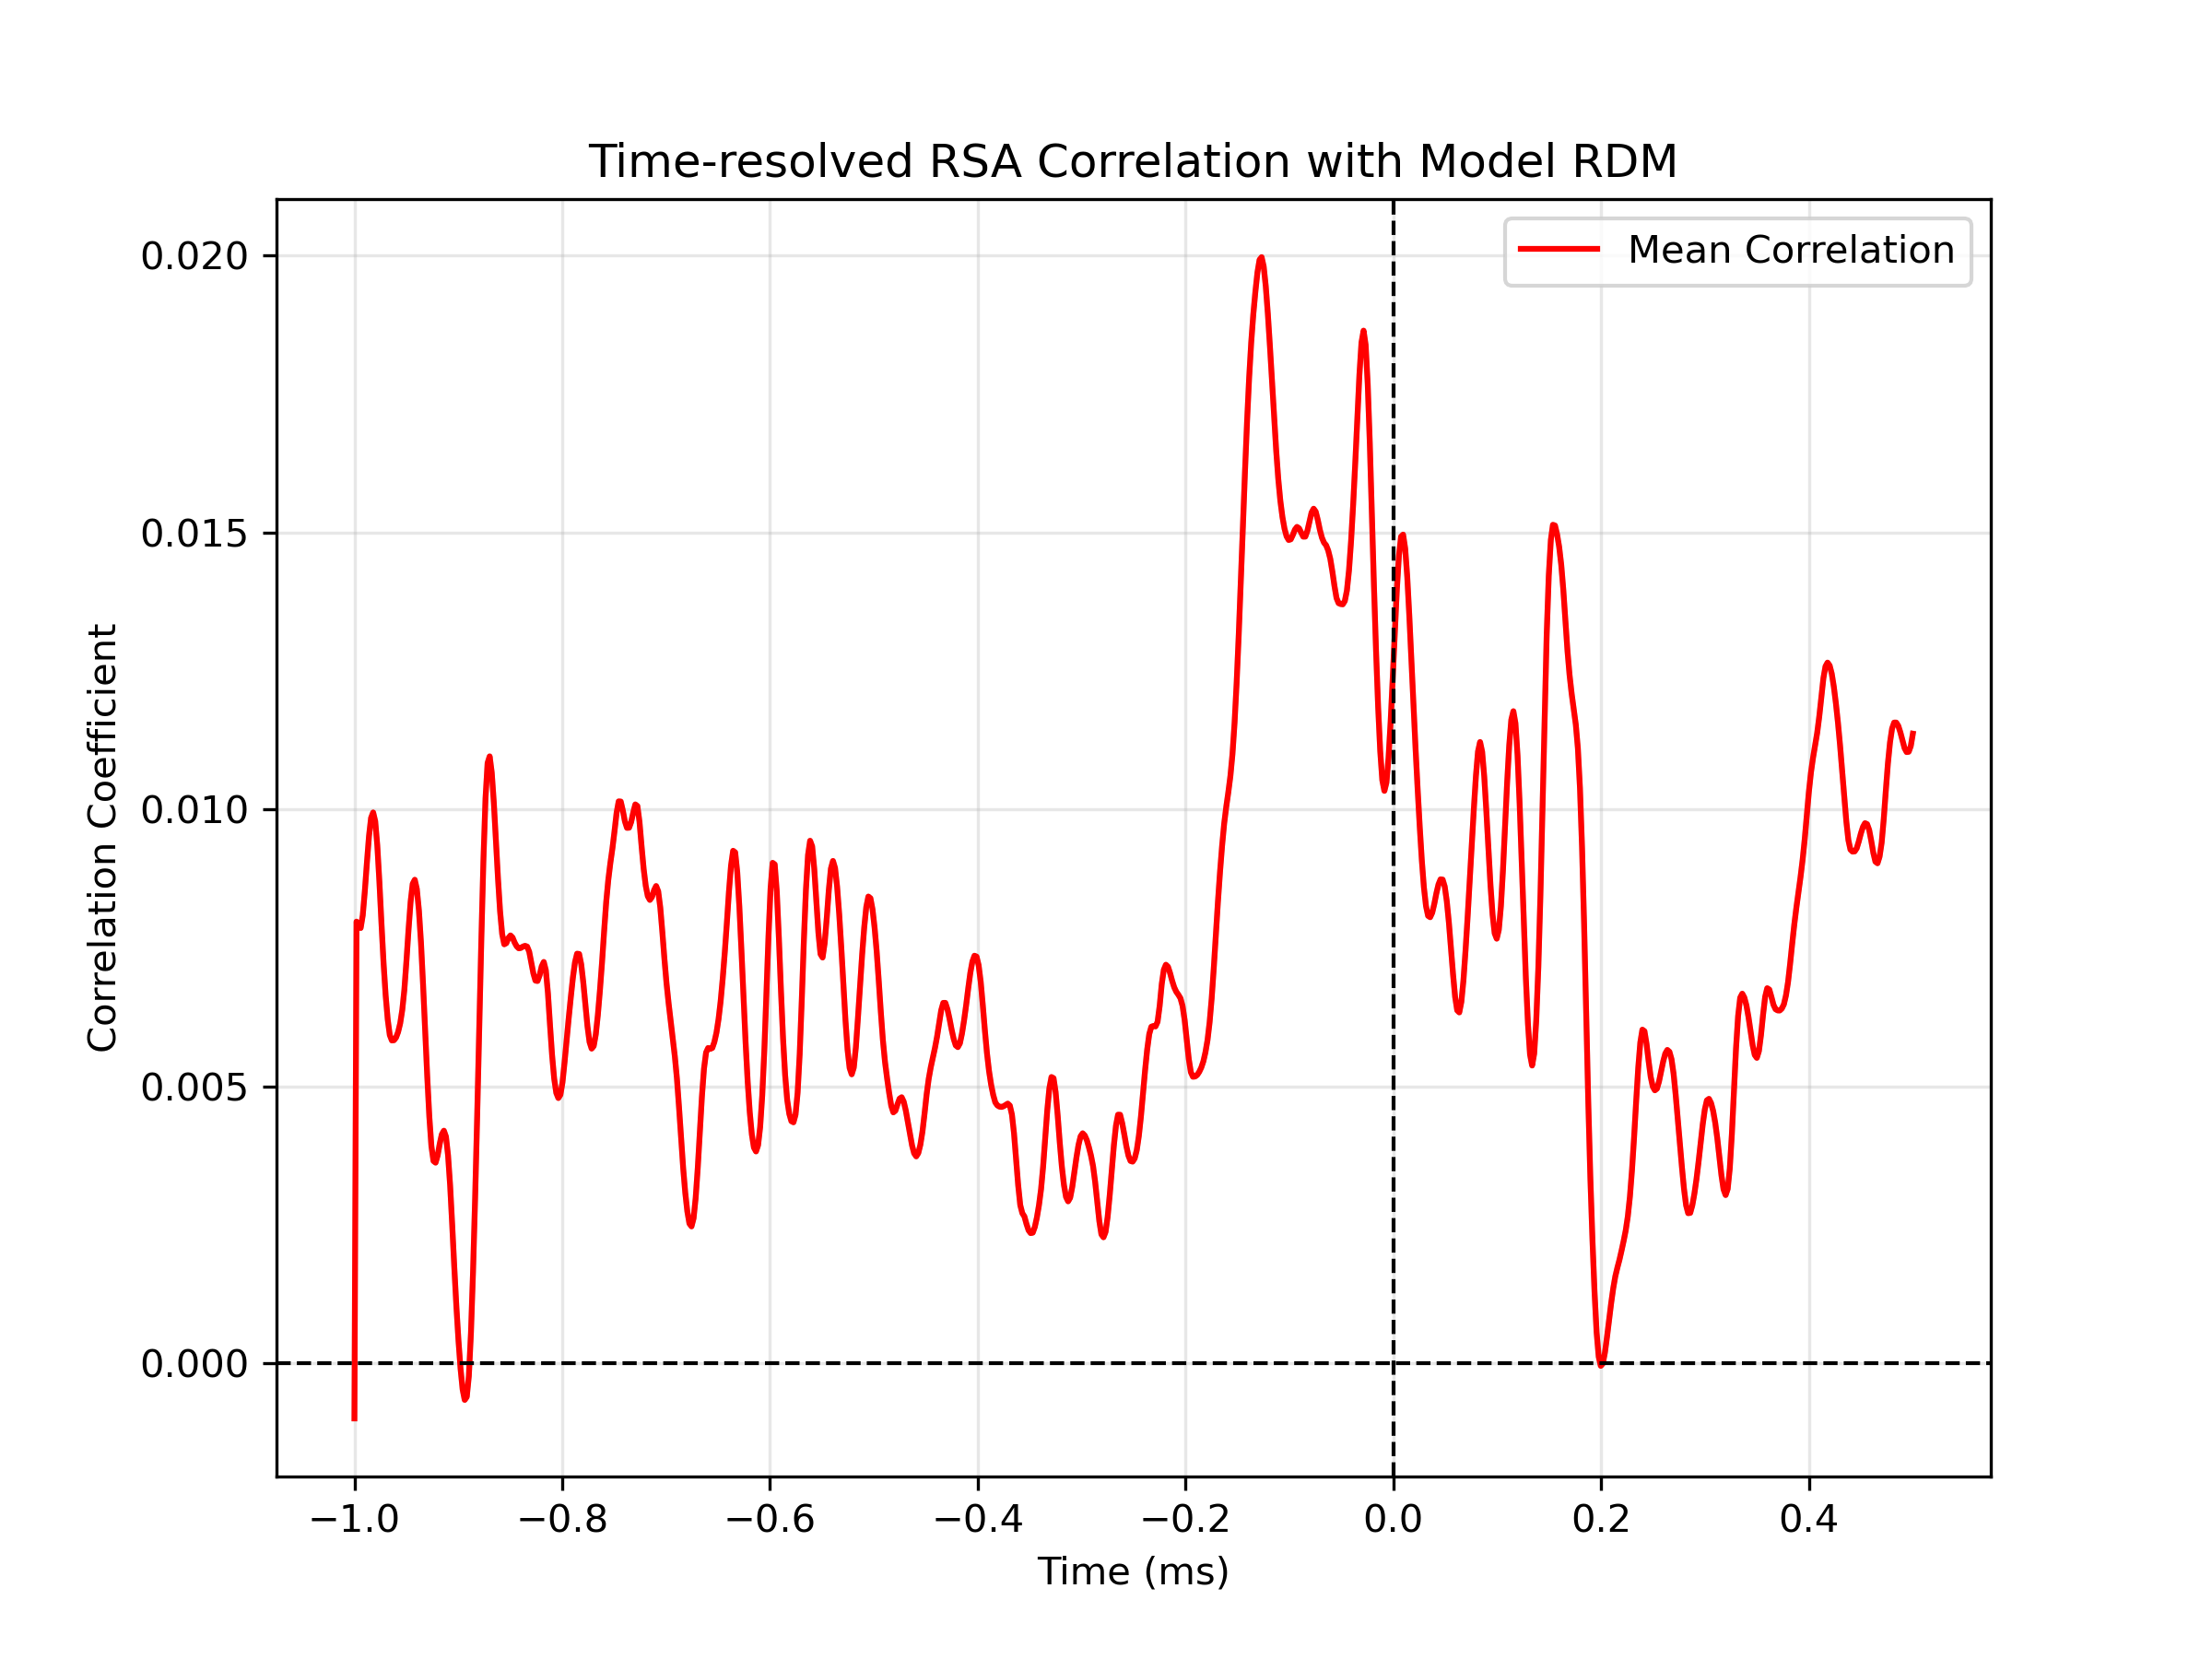 Time-resolved RSA Correlation with Model RDM
Mean Correlation
Correlation Coefficient
0.020
0.015
0.010
0.005
0.000
−1.0 −0.8 −0.6 −0.4 −0.2 0.0 0.2 0.4
Time (ms)